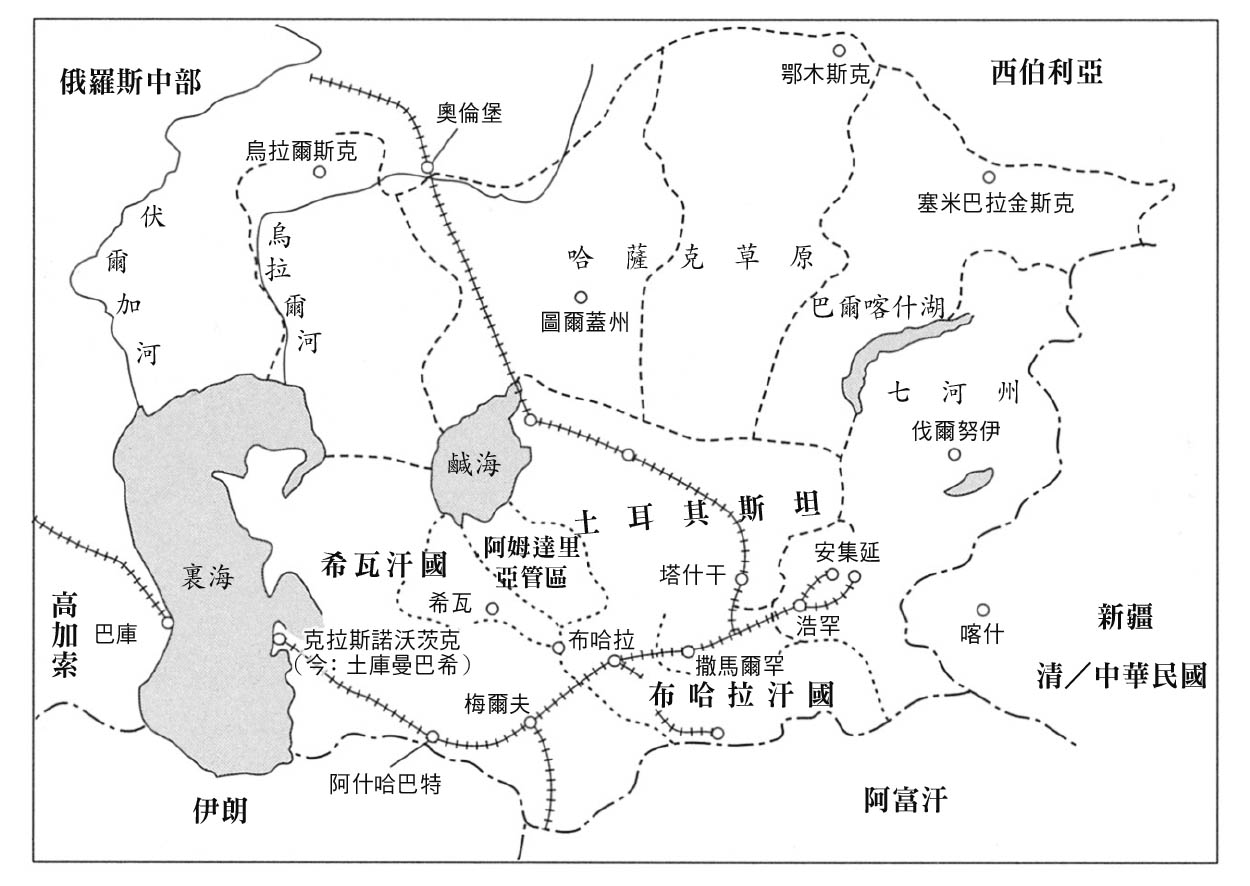 俄羅斯中部
西伯利亞
鄂木斯克
奧倫堡
烏拉爾斯克
塞米巴拉金斯克
伏爾加河
烏拉爾河
哈薩克草原
圖爾蓋州
巴爾喀什湖
七河州
伐爾努伊
鹹海
土耳其斯坦
阿姆達里
亞管區
希瓦汗國
希瓦
塔什干
安集延
浩罕
裏海
高加索
巴庫
克拉斯諾沃茨克
（今：土庫曼巴希）
布哈拉
撒馬爾罕
布哈拉汗國
梅爾夫
阿什哈巴特
喀什
新疆
清／中華民國
伊朗
阿富汗